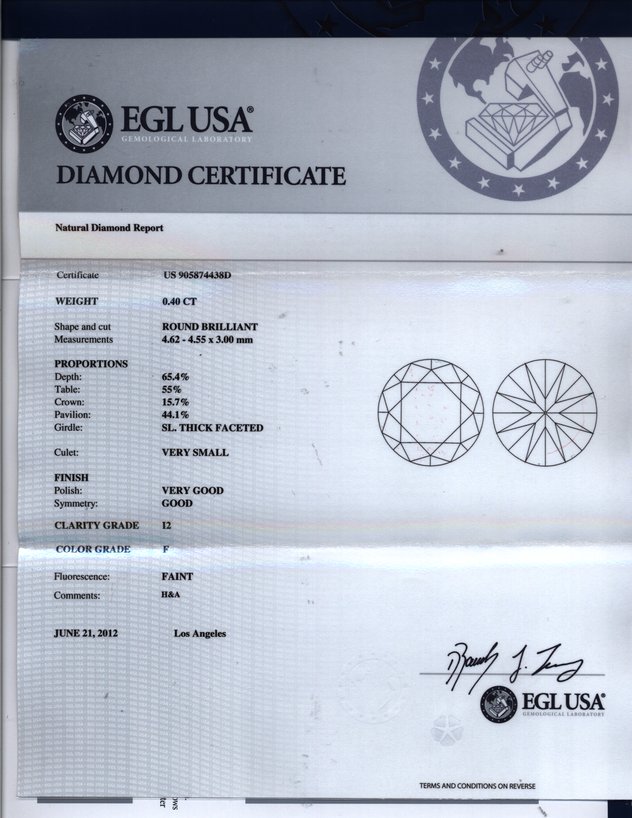 EGL USA®
GEMOLOGICAL LABORATORY
DIAMOND CERTIFICATE
Natural Diamond Report
Certificate US 905874438D
WEIGHT 0.40 CT
Shape and cut ROUND BRILLIANT
Measurements 4.62 - 4.55 x 3.00 mm
PROPORTIONS
Depth: 65.4%
Table: 55%
Crown: 15.7%
Pavilion: 44.1%
Girdle: SL. THICK FACETED
Culet: VERY SMALL
FINISH
Polish: VERY GOOD
Symmetry: GOOD
CLARITY GRADE I2
COLOR GRADE F
Fluorescence: FAINT
Comments: H&A
JUNE 21, 2012 Los Angeles
EGL USA®
GEMOLOGICAL LABORATORY
TERMS AND CONDITIONS ON REVERSE